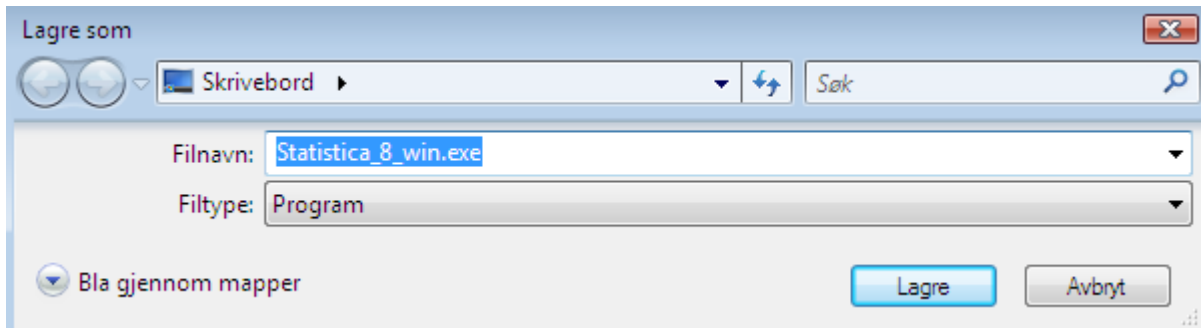 Lagre som
Skrivebord
Søk
Filnavn: Statistica_8_win.exe
Filtype: Program
Bla gjennom mapper
Lagre
Avbryt